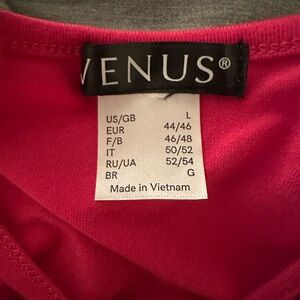 VENUS®
US/GB L
EUR 44/46
F/B 46/48
IT 50/52
RU/UA 52/54
BR G
Made in Vietnam